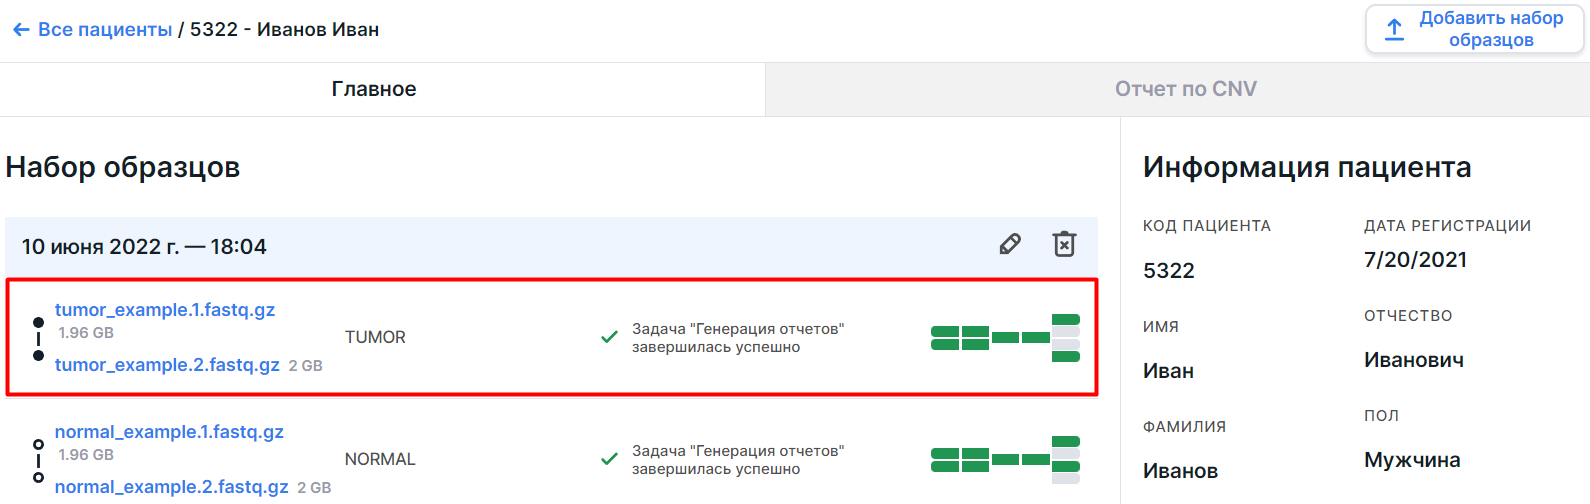 ← Все пациенты / 5322 - Иванов Иван
Добавить набор
образцов
Главное
Отчет по CNV
Набор образцов
10 июня 2022 г. — 18:04
tumor_example.1.fastq.gz
1.96 GB
tumor_example.2.fastq.gz 2 GB
TUMOR
Задача "Генерация отчетов"
завершилась успешно
normal_example.1.fastq.gz
1.96 GB
normal_example.2.fastq.gz 2 GB
NORMAL
Задача "Генерация отчетов"
завершилась успешно
Информация пациента
КОД ПАЦИЕНТА
5322
ДАТА РЕГИСТРАЦИИ
7/20/2021
ИМЯ
Иван
ОТЧЕСТВО
Иванович
ФАМИЛИЯ
Иванов
ПОЛ
Мужчина